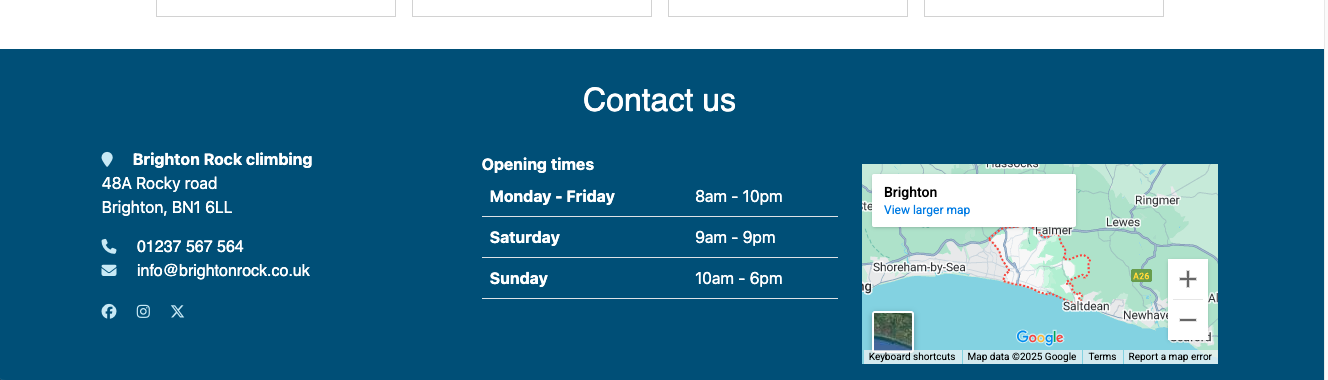 Contact us
Brighton Rock climbing
48A Rocky road
Brighton, BN1 6LL
01237 567 564
info@brightonrock.co.uk
Opening times
Monday - Friday 8am - 10pm
Saturday 9am - 9pm
Sunday 10am - 6pm
Hassocks
Brighton
View larger map
Ringmer
Lewes
Falmer
Shoreham-by-Sea
A26
Saltdean
Newhave
Google
Keyboard shortcuts
Map data ©2025 Google
Terms
Report a map error